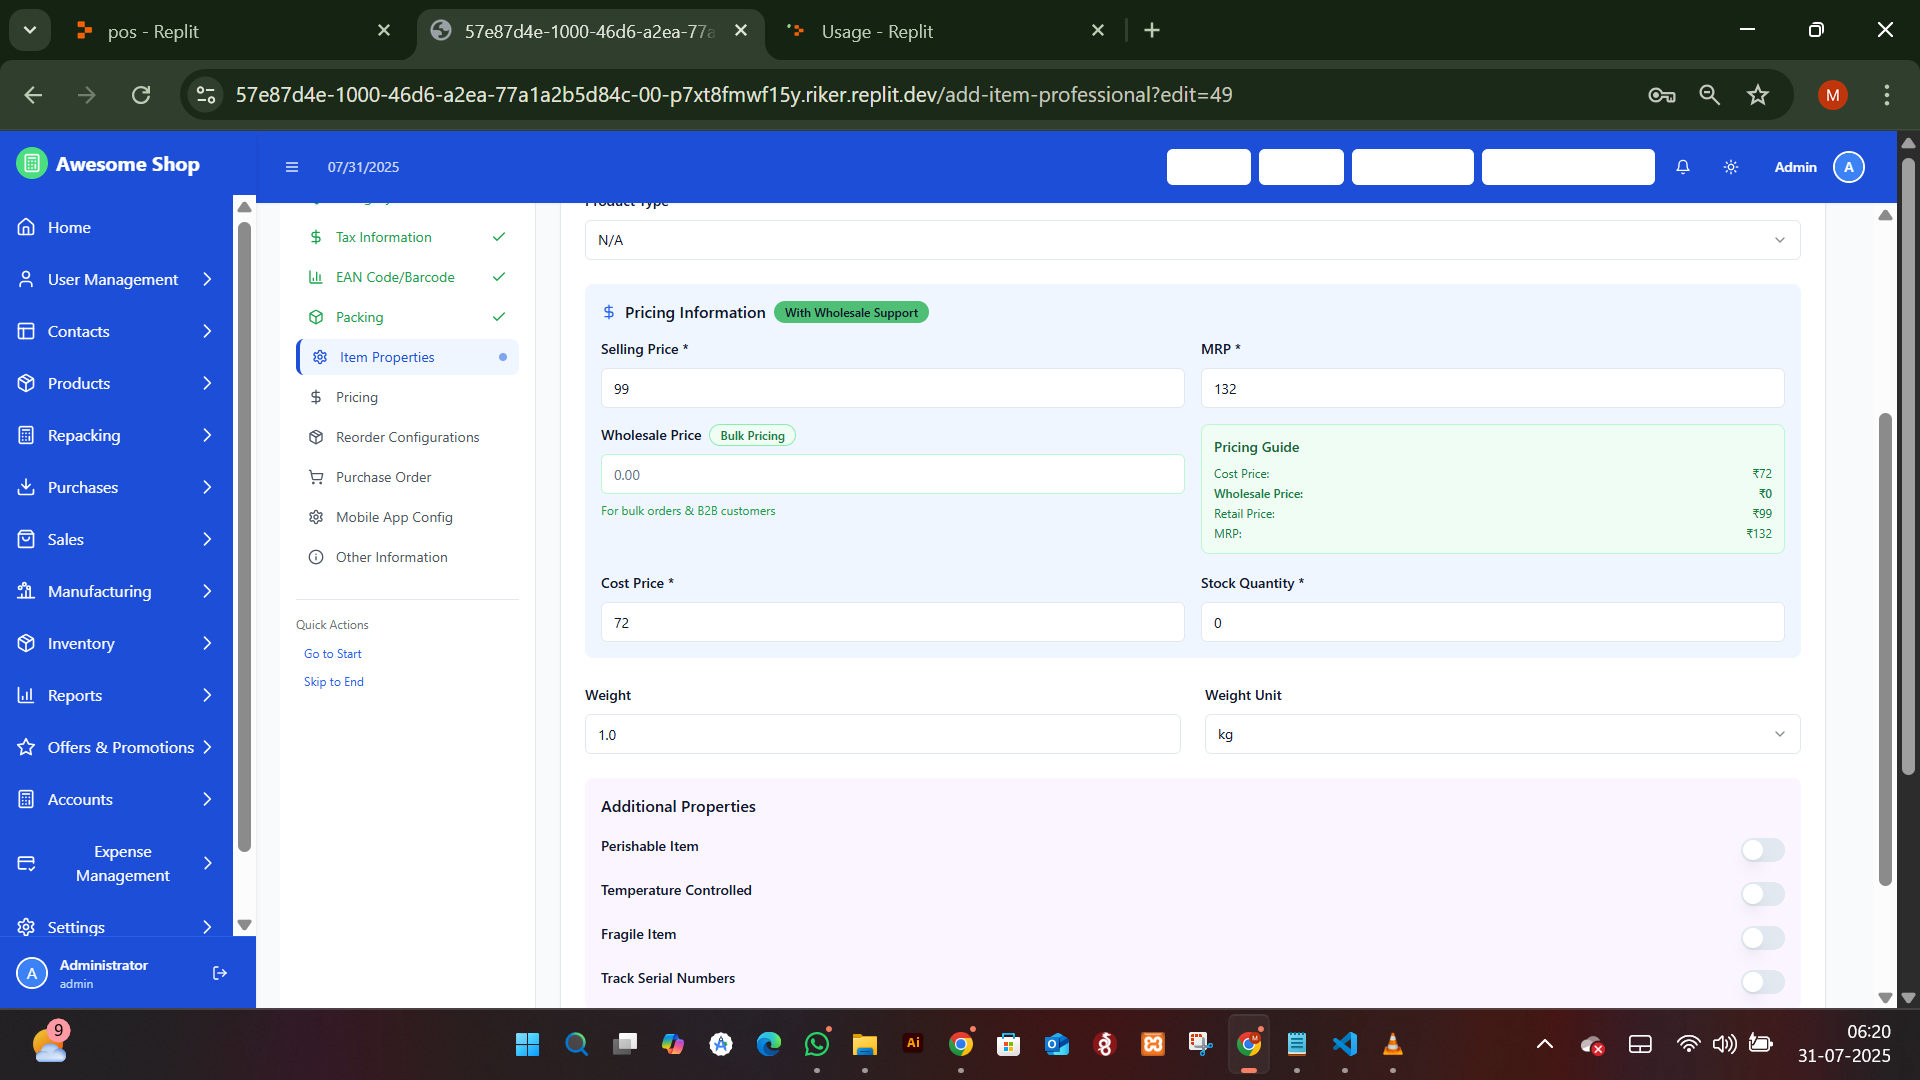 pos - Replit
57e87d4e-1000-46d6-a2ea-77a
Usage - Replit
57e87d4e-1000-46d6-a2ea-77a1a2b5d84c-00-p7xt8fmwf15y.riker.replit.dev/add-item-professional?edit=49
M
Awesome Shop
07/31/2025
Admin
A
Home
User Management
Contacts
Products
Repacking
Purchases
Sales
Manufacturing
Inventory
Reports
Offers & Promotions
Accounts
Expense
Management
Settings
A
Administrator
admin
Tax Information
EAN Code/Barcode
Packing
Item Properties
Pricing
Reorder Configurations
Purchase Order
Mobile App Config
Other Information
Quick Actions
Go to Start
Skip to End
Product Type
N/A
Pricing Information
With Wholesale Support
Selling Price *
99
MRP *
132
Wholesale Price
Bulk Pricing
0.00
For bulk orders & B2B customers
Pricing Guide
Cost Price: ₹72
Wholesale Price: ₹0
Retail Price: ₹99
MRP: ₹132
Cost Price *
72
Stock Quantity *
0
Weight
1.0
Weight Unit
kg
Additional Properties
Perishable Item
Temperature Controlled
Fragile Item
Track Serial Numbers
9
Ai
M
06:20
31-07-2025